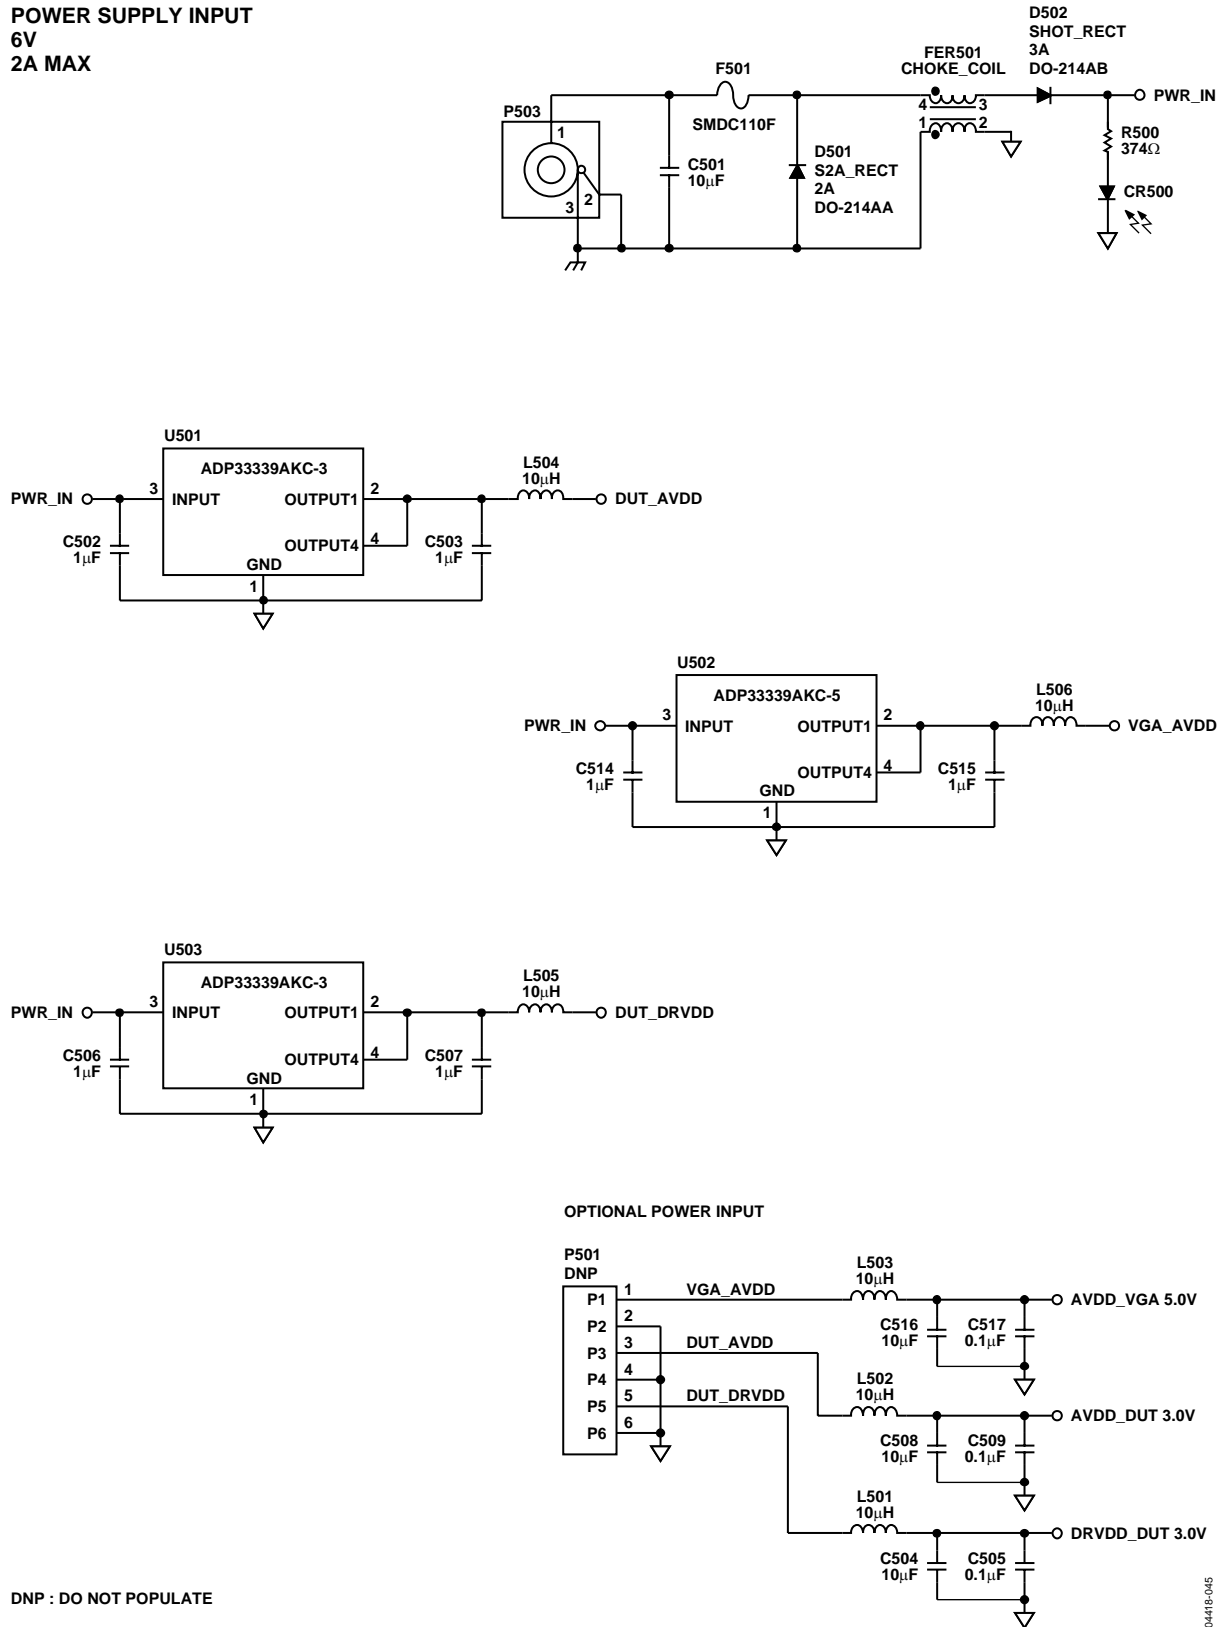 POWER SUPPLY INPUT
6V
2A MAX
D502
SHOT_RECT
3A
DO-214AB
FER501
CHOKE_COIL
F501
SMDC110F
4
3
1
2
PWR_IN
P503
1
2
3
C501
10μF
D501
S2A_RECT
2A
DO-214AA
R500
374Ω
CR500
U501
ADP33339AKC-3
PWR_IN
3
INPUT
OUTPUT1
2
OUTPUT4
4
GND
1
C502
1μF
C503
1μF
L504
10μH
DUT_AVDD
U502
ADP33339AKC-5
PWR_IN
3
INPUT
OUTPUT1
2
OUTPUT4
4
GND
1
C514
1μF
C515
1μF
L506
10μH
VGA_AVDD
U503
ADP33339AKC-3
PWR_IN
3
INPUT
OUTPUT1
2
OUTPUT4
4
GND
1
C506
1μF
C507
1μF
L505
10μH
DUT_DRVDD
OPTIONAL POWER INPUT
P501
DNP
P1
1
VGA_AVDD
P2
2
P3
3
DUT_AVDD
P4
4
P5
5
DUT_DRVDD
P6
6
L503
10μH
AVDD_VGA 5.0V
C516
10μF
C517
0.1μF
L502
10μH
AVDD_DUT 3.0V
C508
10μF
C509
0.1μF
L501
10μH
DRVDD_DUT 3.0V
C504
10μF
C505
0.1μF
DNP : DO NOT POPULATE
04418-045